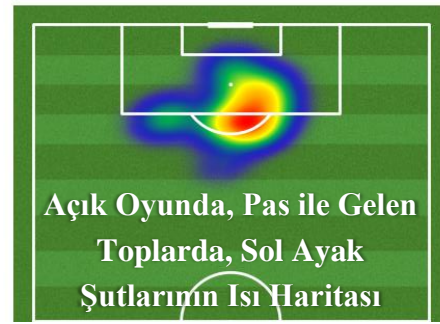 Açık Oyunda, Pas ile Gelen
Toplarda, Sol Ayak
Şutlarının Isı Haritası